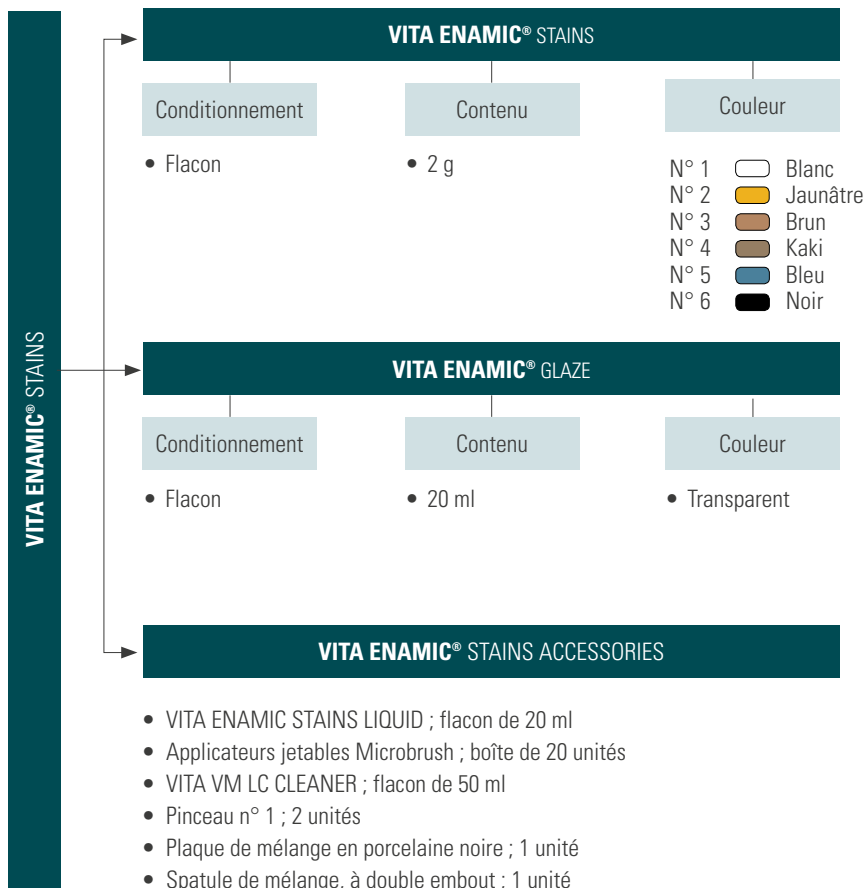 VITA ENAMIC® STAINS
VITA ENAMIC® STAINS
Conditionnement
Contenu
Couleur
• Flacon
• 2 g
N° 1 Blanc
N° 2 Jaunâtre
N° 3 Brun
N° 4 Kaki
N° 5 Bleu
N° 6 Noir
VITA ENAMIC® GLAZE
Conditionnement
Contenu
Couleur
• Flacon
• 20 ml
• Transparent
VITA ENAMIC® STAINS ACCESSORIES
• VITA ENAMIC STAINS LIQUID ; flacon de 20 ml
• Applicateurs jetables Microbrush ; boîte de 20 unités
• VITA VM LC CLEANER ; flacon de 50 ml
• Pinceau n° 1 ; 2 unités
• Plaque de mélange en porcelaine noire ; 1 unité
• Spatule de mélange, à double embout ; 1 unité